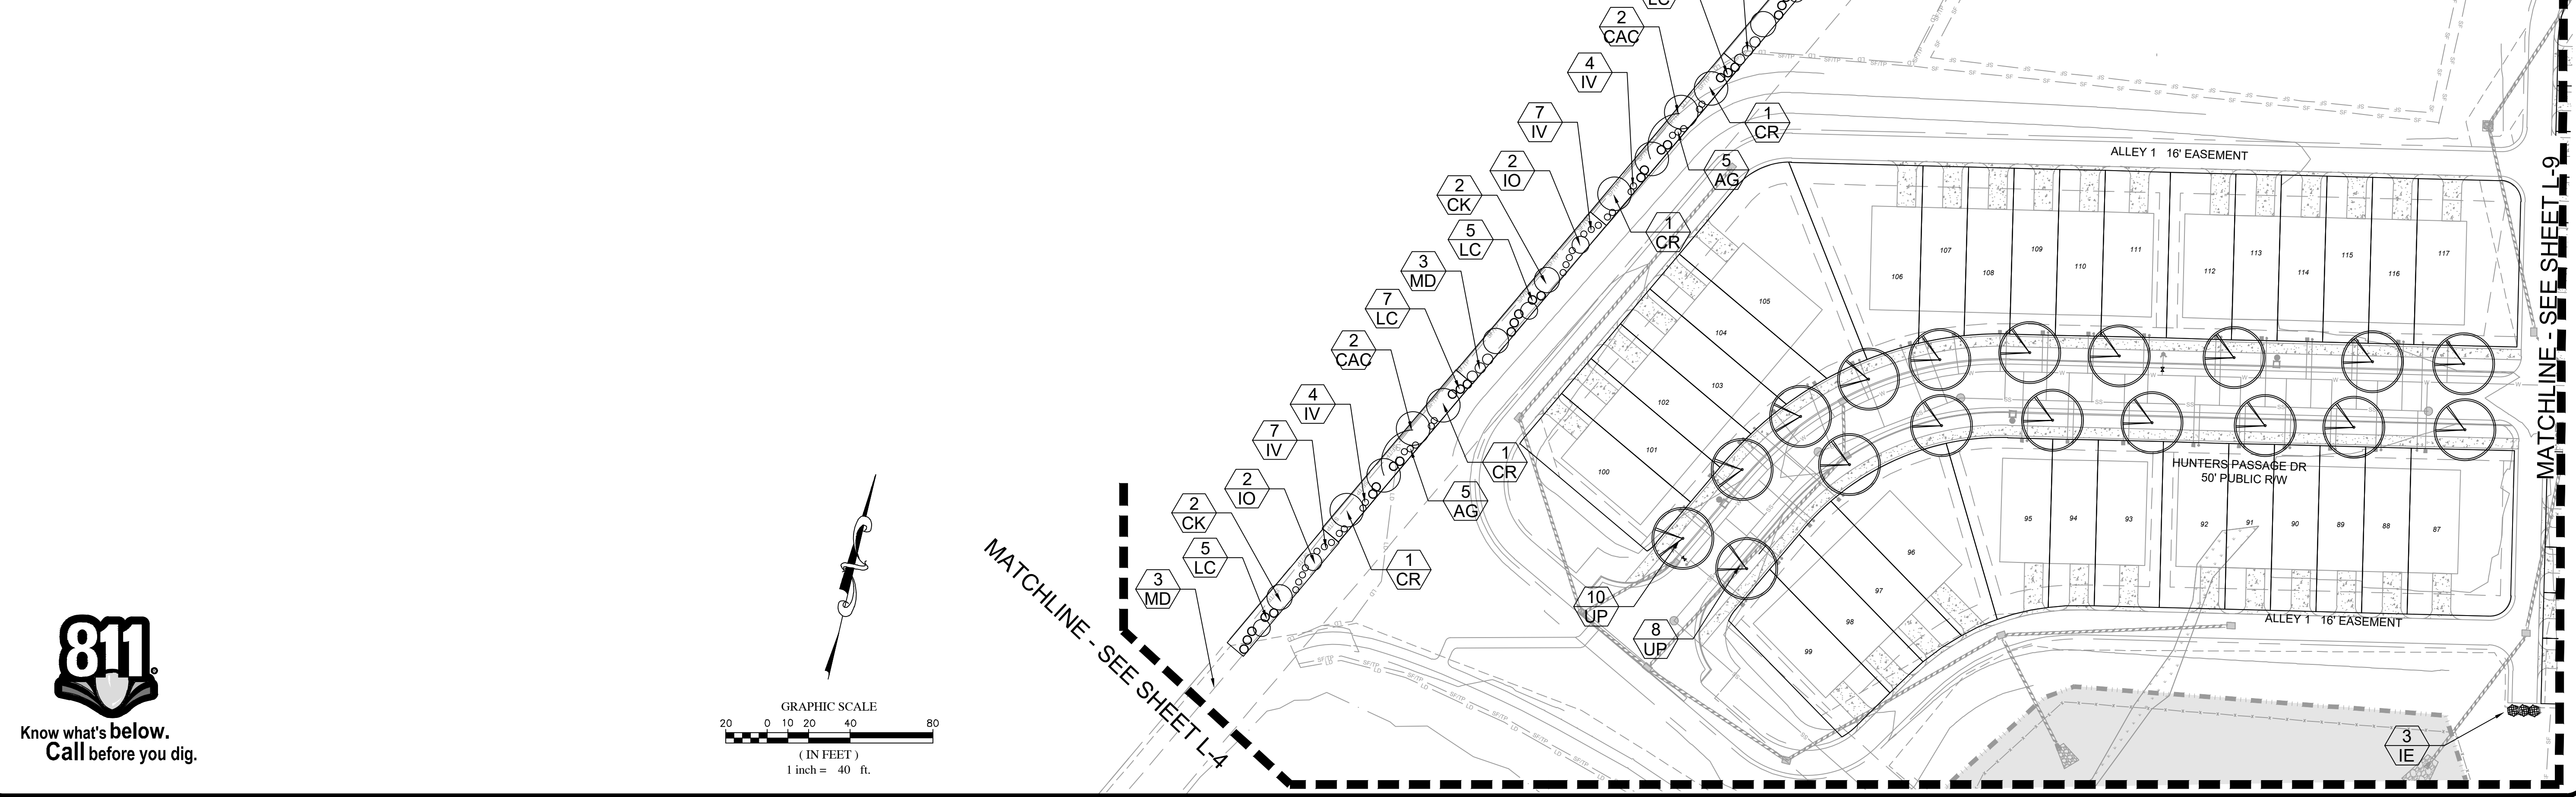 LC
2
CAC
4
IV
7
IV
2
IO
2
CK
5
LC
3
MD
7
LC
2
CAC
4
IV
7
IV
2
IO
2
CK
5
LC
3
MD
1
CR
5
AG
1
CR
1
CR
5
AG
1
CR
10
UP
8
UP
3
IE
ALLEY 1 16' EASEMENT
106
107
108
109
110
111
112
113
114
115
116
117
105
104
103
102
101
100
HUNTERS PASSAGE DR
50' PUBLIC R/W
95
94
93
92
91
90
89
88
87
96
97
98
99
ALLEY 1 16' EASEMENT
MATCHLINE - SEE SHEET L-9
MATCHLINE - SEE SHEET L-4
811
Know what's below.
Call before you dig.
GRAPHIC SCALE
20 0 10 20 40 80
( IN FEET )
1 inch = 40 ft.